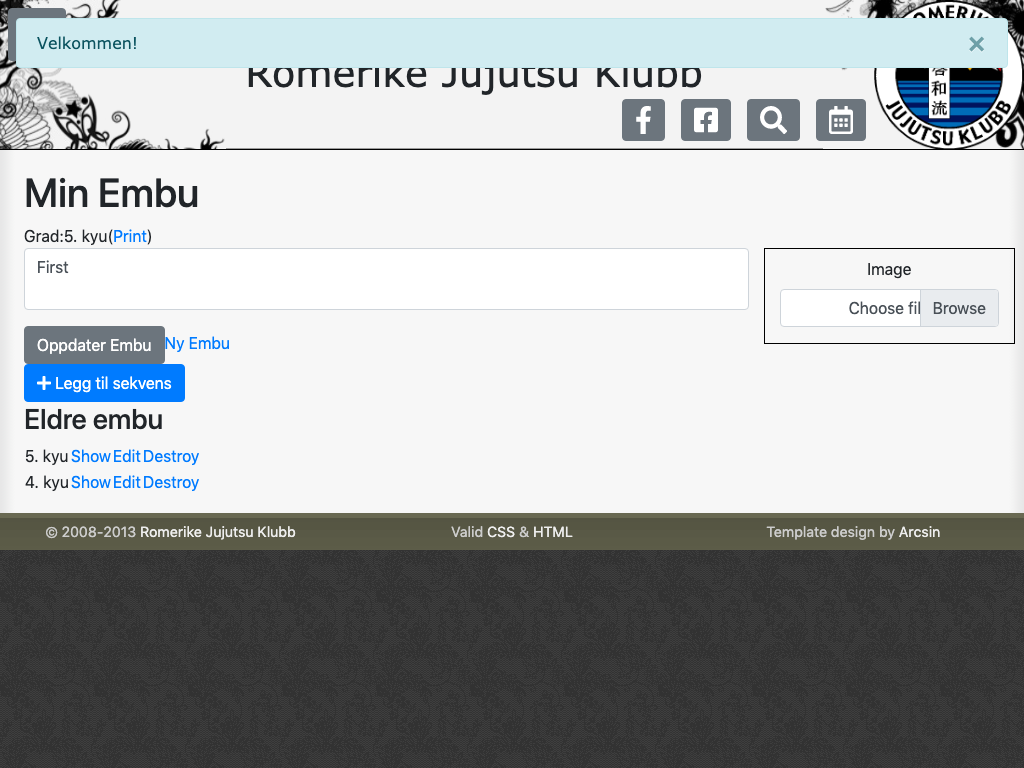 Velkommen!
×
Romerike Jujutsu Klubb
ROMERIKE
和流
JUJUTSU KLUBB
Min Embu
Grad:5. kyu(Print)
First
Image
Choose fil
Browse
Oppdater Embu Ny Embu
Legg til sekvens
Eldre embu
5. kyu Show Edit Destroy
4. kyu Show Edit Destroy
© 2008-2013 Romerike Jujutsu Klubb
Valid CSS & HTML
Template design by Arcsin